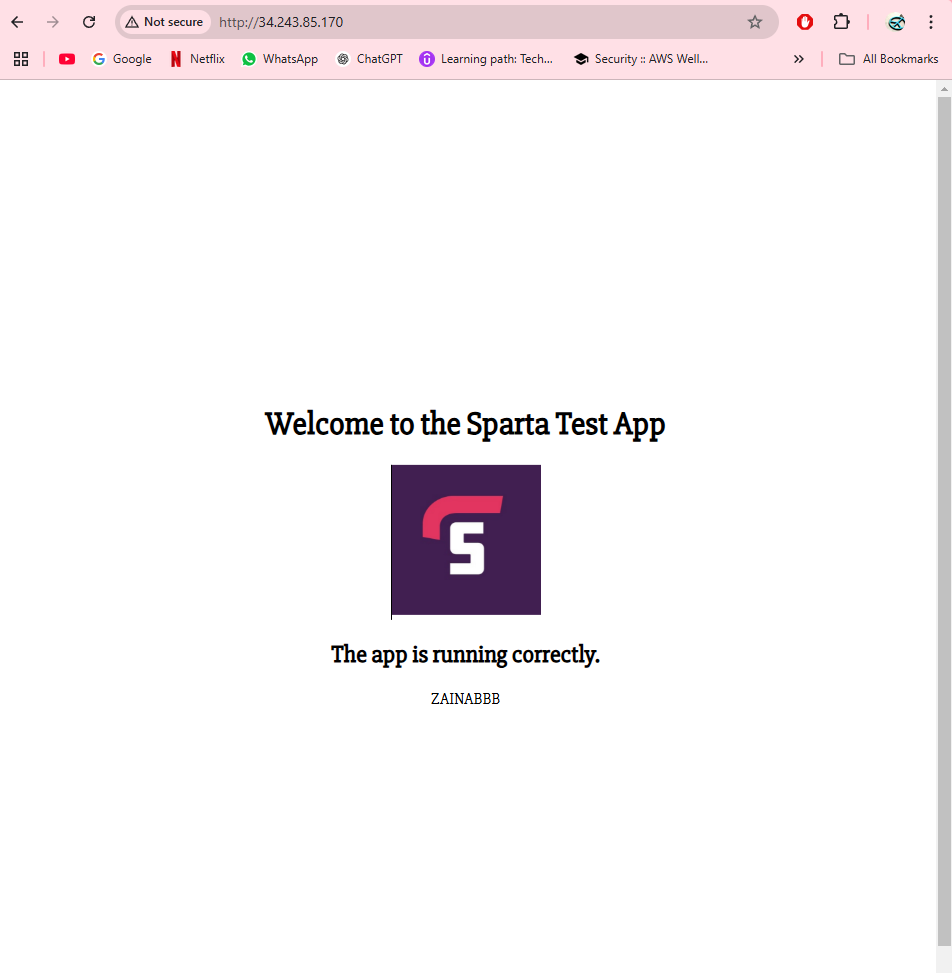 Not secure http://34.243.85.170
Google Netflix WhatsApp ChatGPT Learning path: Tech... Security :: AWS Well... All Bookmarks
Welcome to the Sparta Test App
S
The app is running correctly.
ZAINABBB